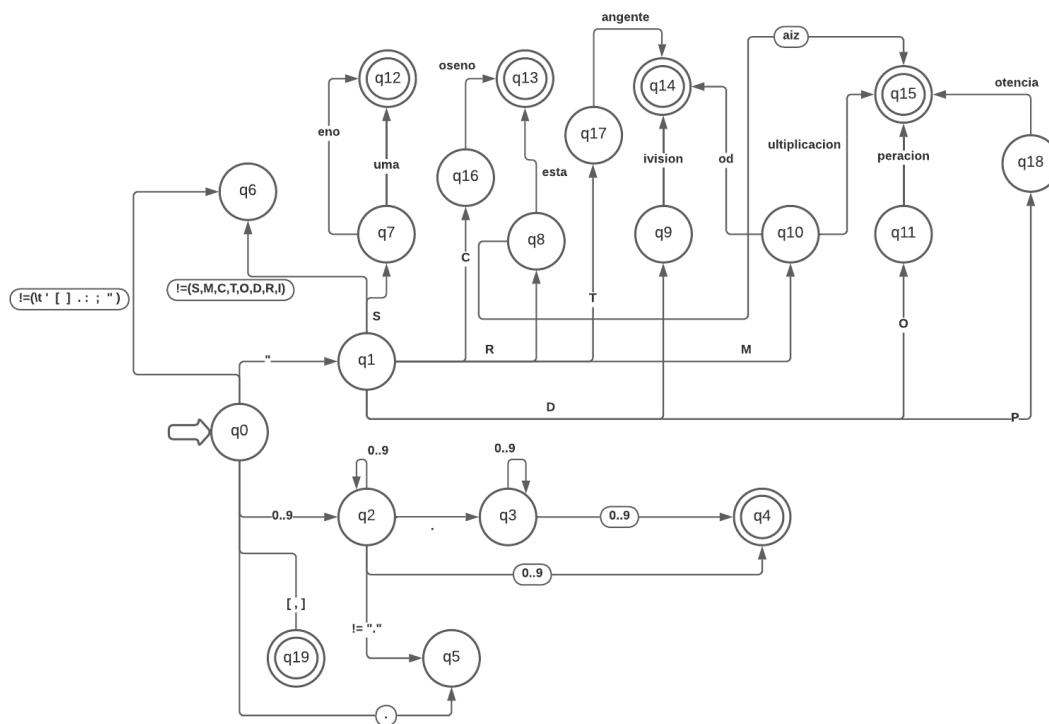 angente
aiz
oseno
q12
q13
q14
q15
otencia
eno
q17
uma
ivision
od
ultiplicacion
peracion
q18
esta
q16
q6
q7
q8
q9
q10
q11
C
!=(S,M,C,T,O,D,R,I)
!=(\t ' [ ] . : ; " )
T
S
O
"
q1
R
M
D
P
q0
0..9
0..9
0..9
q2
q3
0..9
q4
.
0..9
[ , ]
!= "."
q19
q5
.